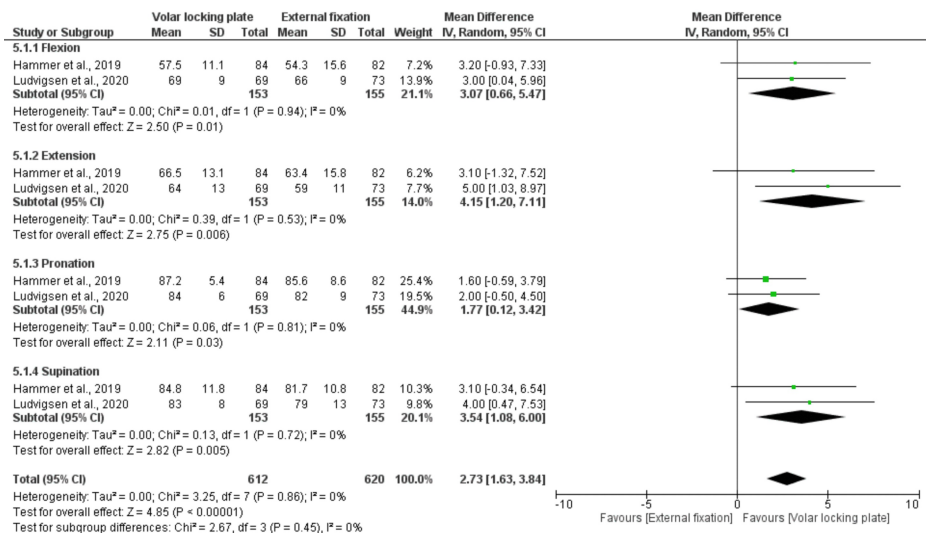 Volar locking plate External fixation Mean Difference Mean Difference
Study or Subgroup Mean SD Total Mean SD Total Weight IV, Random, 95% CI IV, Random, 95% CI
5.1.1 Flexion
Hammer et al., 2019 57.5 11.1 84 54.3 15.6 82 7.2% 3.20 [-0.93, 7.33]
Ludvigsen et al., 2020 69 9 69 66 9 73 13.9% 3.00 [0.04, 5.96]
Subtotal (95% CI) 153 155 21.1% 3.07 [0.66, 5.47]
Heterogeneity: Tau² = 0.00; Chi² = 0.01, df = 1 (P = 0.94); I² = 0%
Test for overall effect: Z = 2.50 (P = 0.01)
5.1.2 Extension
Hammer et al., 2019 66.5 13.1 84 63.4 15.8 82 6.2% 3.10 [-1.32, 7.52]
Ludvigsen et al., 2020 64 13 69 59 11 73 7.7% 5.00 [1.03, 8.97]
Subtotal (95% CI) 153 155 14.0% 4.15 [1.20, 7.11]
Heterogeneity: Tau² = 0.00; Chi² = 0.39, df = 1 (P = 0.53); I² = 0%
Test for overall effect: Z = 2.75 (P = 0.006)
5.1.3 Pronation
Hammer et al., 2019 87.2 5.4 84 85.6 8.6 82 25.4% 1.60 [-0.59, 3.79]
Ludvigsen et al., 2020 84 6 69 82 9 73 19.5% 2.00 [-0.50, 4.50]
Subtotal (95% CI) 153 155 44.9% 1.77 [0.12, 3.42]
Heterogeneity: Tau² = 0.00; Chi² = 0.06, df = 1 (P = 0.81); I² = 0%
Test for overall effect: Z = 2.11 (P = 0.03)
5.1.4 Supination
Hammer et al., 2019 84.8 11.8 84 81.7 10.8 82 10.3% 3.10 [-0.34, 6.54]
Ludvigsen et al., 2020 83 8 69 79 13 73 9.8% 4.00 [0.47, 7.53]
Subtotal (95% CI) 153 155 20.1% 3.54 [1.08, 6.00]
Heterogeneity: Tau² = 0.00; Chi² = 0.13, df = 1 (P = 0.72); I² = 0%
Test for overall effect: Z = 2.82 (P = 0.005)
Total (95% CI) 612 620 100.0% 2.73 [1.63, 3.84]
Heterogeneity: Tau² = 0.00; Chi² = 3.25, df = 7 (P = 0.86); I² = 0%
Test for overall effect: Z = 4.85 (P < 0.00001)
Test for subgroup differences: Chi² = 2.67, df = 3 (P = 0.45), I² = 0%
-10 -5 0 5 10
Favours [External fixation] Favours [Volar locking plate]